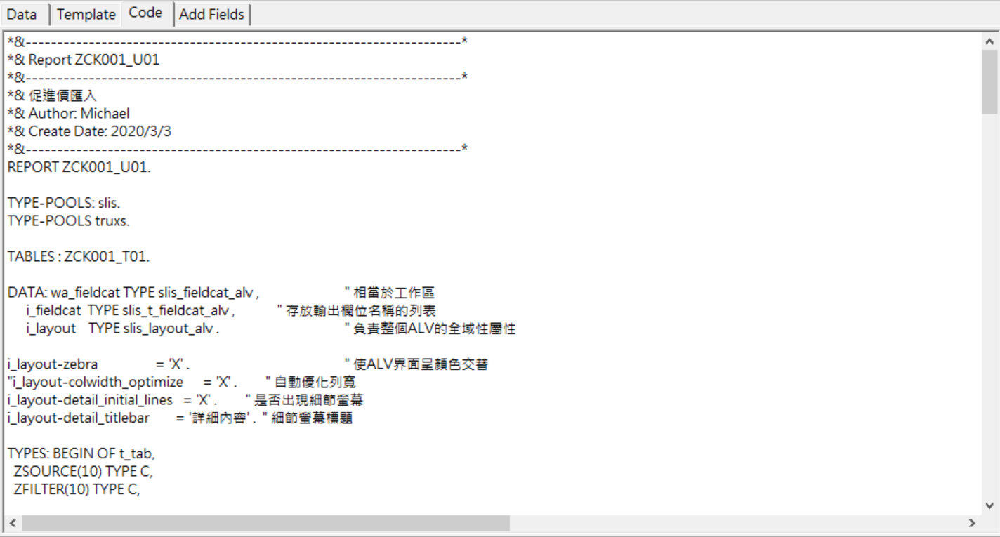 Data Template Code Add Fields
*&---------------------------------------------------------------------*
*& Report ZCK001_U01
*&---------------------------------------------------------------------*
*& 促進價匯入
*& Author: Michael
*& Create Date: 2020/3/3
*&---------------------------------------------------------------------*
REPORT ZCK001_U01.
TYPE-POOLS: slis.
TYPE-POOLS truxs.
TABLES : ZCK001_T01.
DATA: wa_fieldcat TYPE slis_fieldcat_alv , " 相當於工作區
i_fieldcat TYPE slis_t_fieldcat_alv , " 存放輸出欄位名稱的列表
i_layout TYPE slis_layout_alv . " 負責整個ALV的全域性屬性
i_layout-zebra = 'X' . " 使ALV界面呈顏色交替
"i_layout-colwidth_optimize = 'X' . " 自動優化列寬
i_layout-detail_initial_lines = 'X' . " 是否出現細節螢幕
i_layout-detail_titlebar = '詳細內容' . " 細節螢幕標題
TYPES: BEGIN OF t_tab,
ZSOURCE(10) TYPE C,
ZFILTER(10) TYPE C,